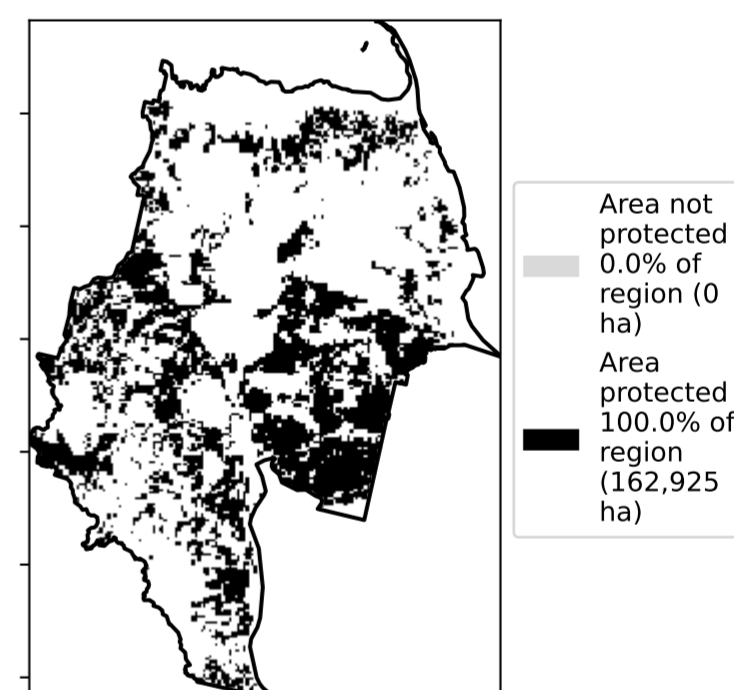 Area not
protected
0.0% of
region (0
ha)
Area
protected
100.0% of
region
(162,925
ha)